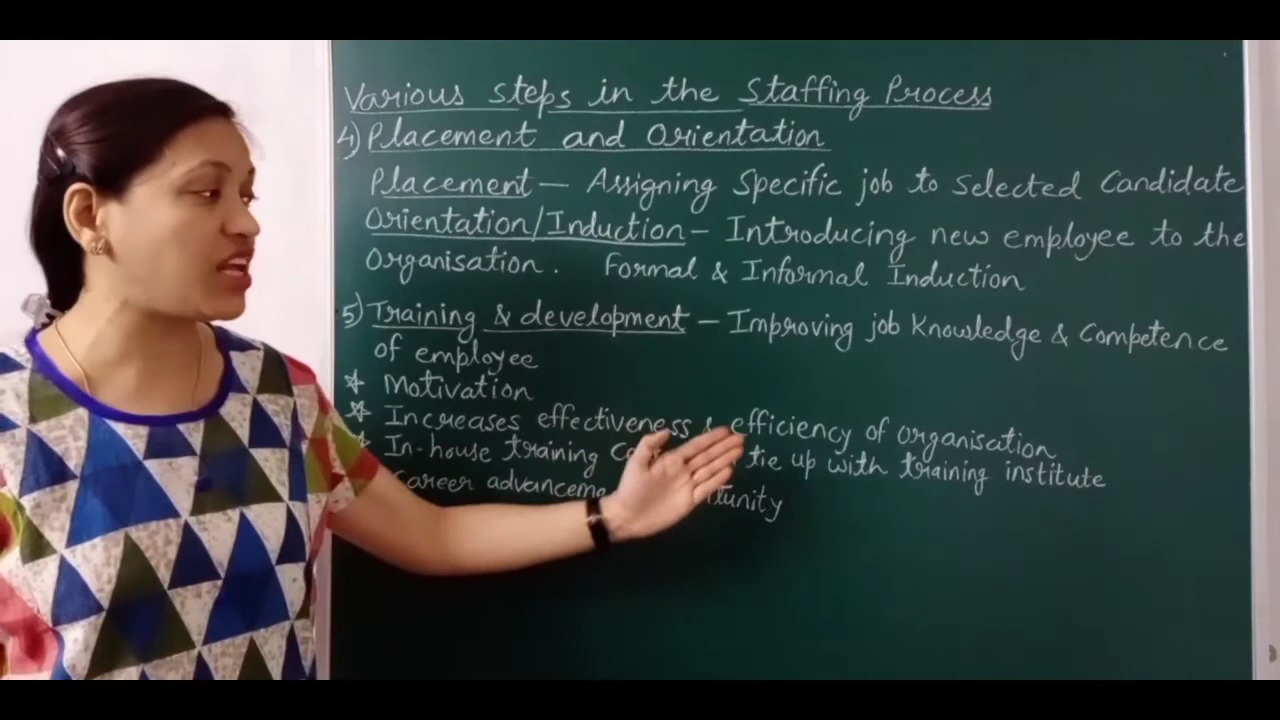 Various steps in the Staffing Process
4) Placement and Orientation
Placement — Assigning Specific job to Selected Candidate
Orientation/Induction — Introducing new employee to the
Organisation. Formal & Informal Induction
5) Training & development — Improving job Knowledge & Competence
of employee
☆ Motivation
☆ Increases effectiveness & efficiency of organisation
☆ In-house training tie up with training institute
Career